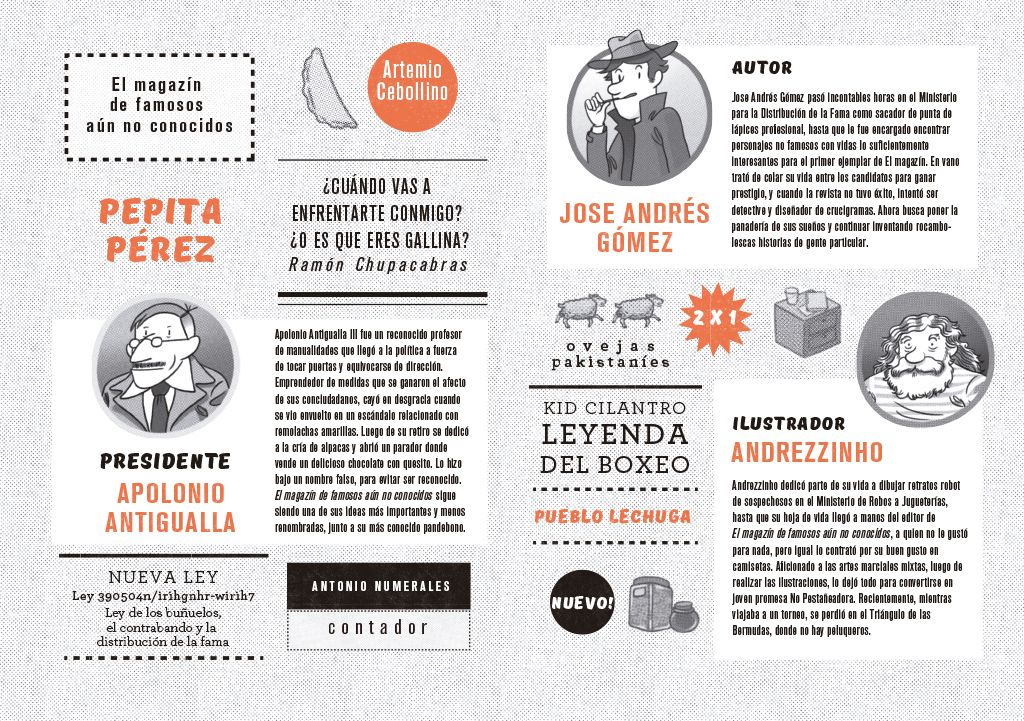 El magazín
de famosos
aún no conocidos
Artemio
Cebollino
PEPITA
PÉREZ
¿CUÁNDO VAS A
ENFRENTARTE CONMIGO?
¿O ES QUE ERES GALLINA?
Ramón Chupacabras
PRESIDENTE
APOLONIO
ANTIGUALLA
Apolonio Antigualla III fue un reconocido profesor
de manualidades que llegó a la política a fuerza
de tocar puertas y equivocarse de dirección.
Emprendedor de medidas que se ganaron el afecto
de sus concludadanos, cayó en desgracia cuando
se vio envuelto en un escándalo relacionado con
remolachas amarillas. Luego de su retiro se dedicó
a la cría de alpacas y abrió un parador donde
vende un delicioso chocolate con quesito. Lo hizo
bajo un nombre falso, para evitar ser reconocido.
El magazín de famosos aún no conocidos sigue
siendo una de sus ideas más importantes y menos
renombradas, junto a su más conocido pandebono.
NUEVA LEY
Ley 390504n/irihgnhr-wirih7
Ley de los buñuelos,
el contrabando y la
distribución de la fama
ANTONIO NUMERALES
contador
JOSE ANDRÉS
GÓMEZ
AUTOR
Jose Andrés Gómez pasó incontables horas en el Ministerio
para la Distribución de la Fama como sacador de punta de
lápices profesional, hasta que le fue encargado encontrar
personajes no famosos con vidas lo suficientemente
interesantes para el primer ejemplar de El magazín. En vano
trató de colar su vida entre los candidatos para ganar
prestigio, y cuando la revista no tuvo éxito, intentó ser
detective y diseñador de crucigramas. Ahora busca poner la
panadería de sus sueños y continuar inventando rocambo-
lescas historias de gente particular.
ovejas
pakistaníes
2 X 1
KID CILANTRO
LEYENDA
DEL BOXEO
PUEBLO LECHUGA
NUEVO!
ILUSTRADOR
ANDREZZINHO
Andrezzinho dedicó parte de su vida a dibujar retratos robot
de sospechosos en el Ministerio de Robos a Jugueterías,
hasta que su hoja de vida llegó a manos del editor de
El magazín de famosos aún no conocidos, a quien no le gustó
para nada, pero igual lo contrató por su buen gusto en
camisetas. Aficionado a las artes marciales mixtas, luego de
realizar las ilustraciones, lo dejó todo para convertirse en
joven promesa No Pestañeadora. Recientemente, mientras
viajaba a un torneo, se perdió en el Triángulo de las
Bermudas, donde no hay peluqueros.